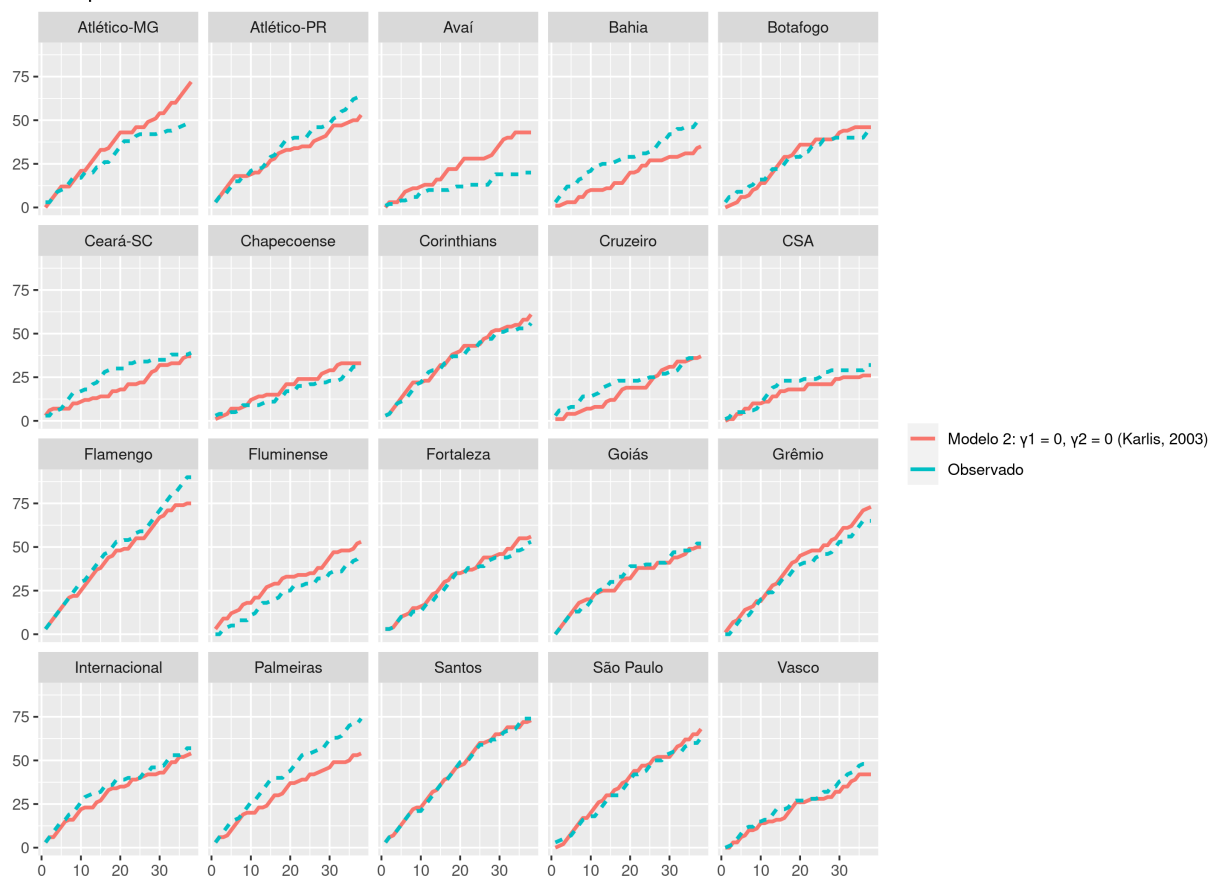 Atlético-MG Atlético-PR Avaí Bahia Botafogo
75
50
25
0
Ceará-SC Chapecoense Corinthians Cruzeiro CSA
75
50
25
0
Modelo 2: γ1 = 0, γ2 = 0 (Karlis, 2003)
Observado
Flamengo Fluminense Fortaleza Goiás Grêmio
75
50
25
0
Internacional Palmeiras Santos São Paulo Vasco
75
50
25
0
0 10 20 30 0 10 20 30 0 10 20 30 0 10 20 30 0 10 20 30